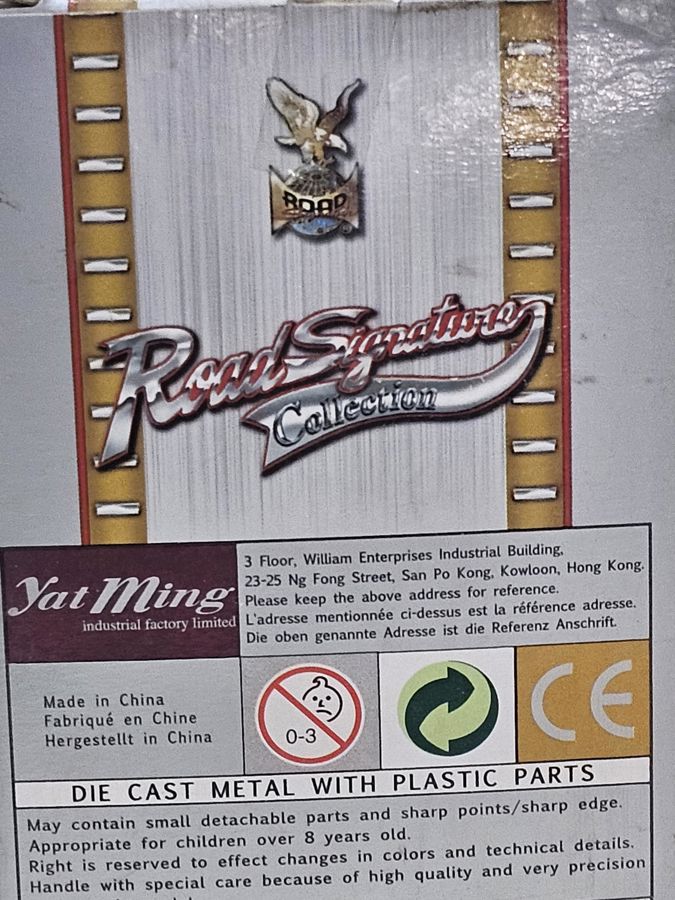 ROAD
Road Signature
Collection
Yat Ming
industrial factory limited
3 Floor, William Enterprises Industrial Building,
23-25 Ng Fong Street, San Po Kong, Kowloon, Hong Kong.
Please keep the above address for reference.
L'adresse mentionnée ci-dessus est la référence adresse.
Die oben genannte Adresse ist die Referenz Anschrift.
Made in China
Fabriqué en Chine
Hergestellt in China
0-3
CE
DIE CAST METAL WITH PLASTIC PARTS
May contain small detachable parts and sharp points/sharp edge.
Appropriate for children over 8 years old.
Right is reserved to effect changes in colors and technical details.
Handle with special care because of high quality and very precision